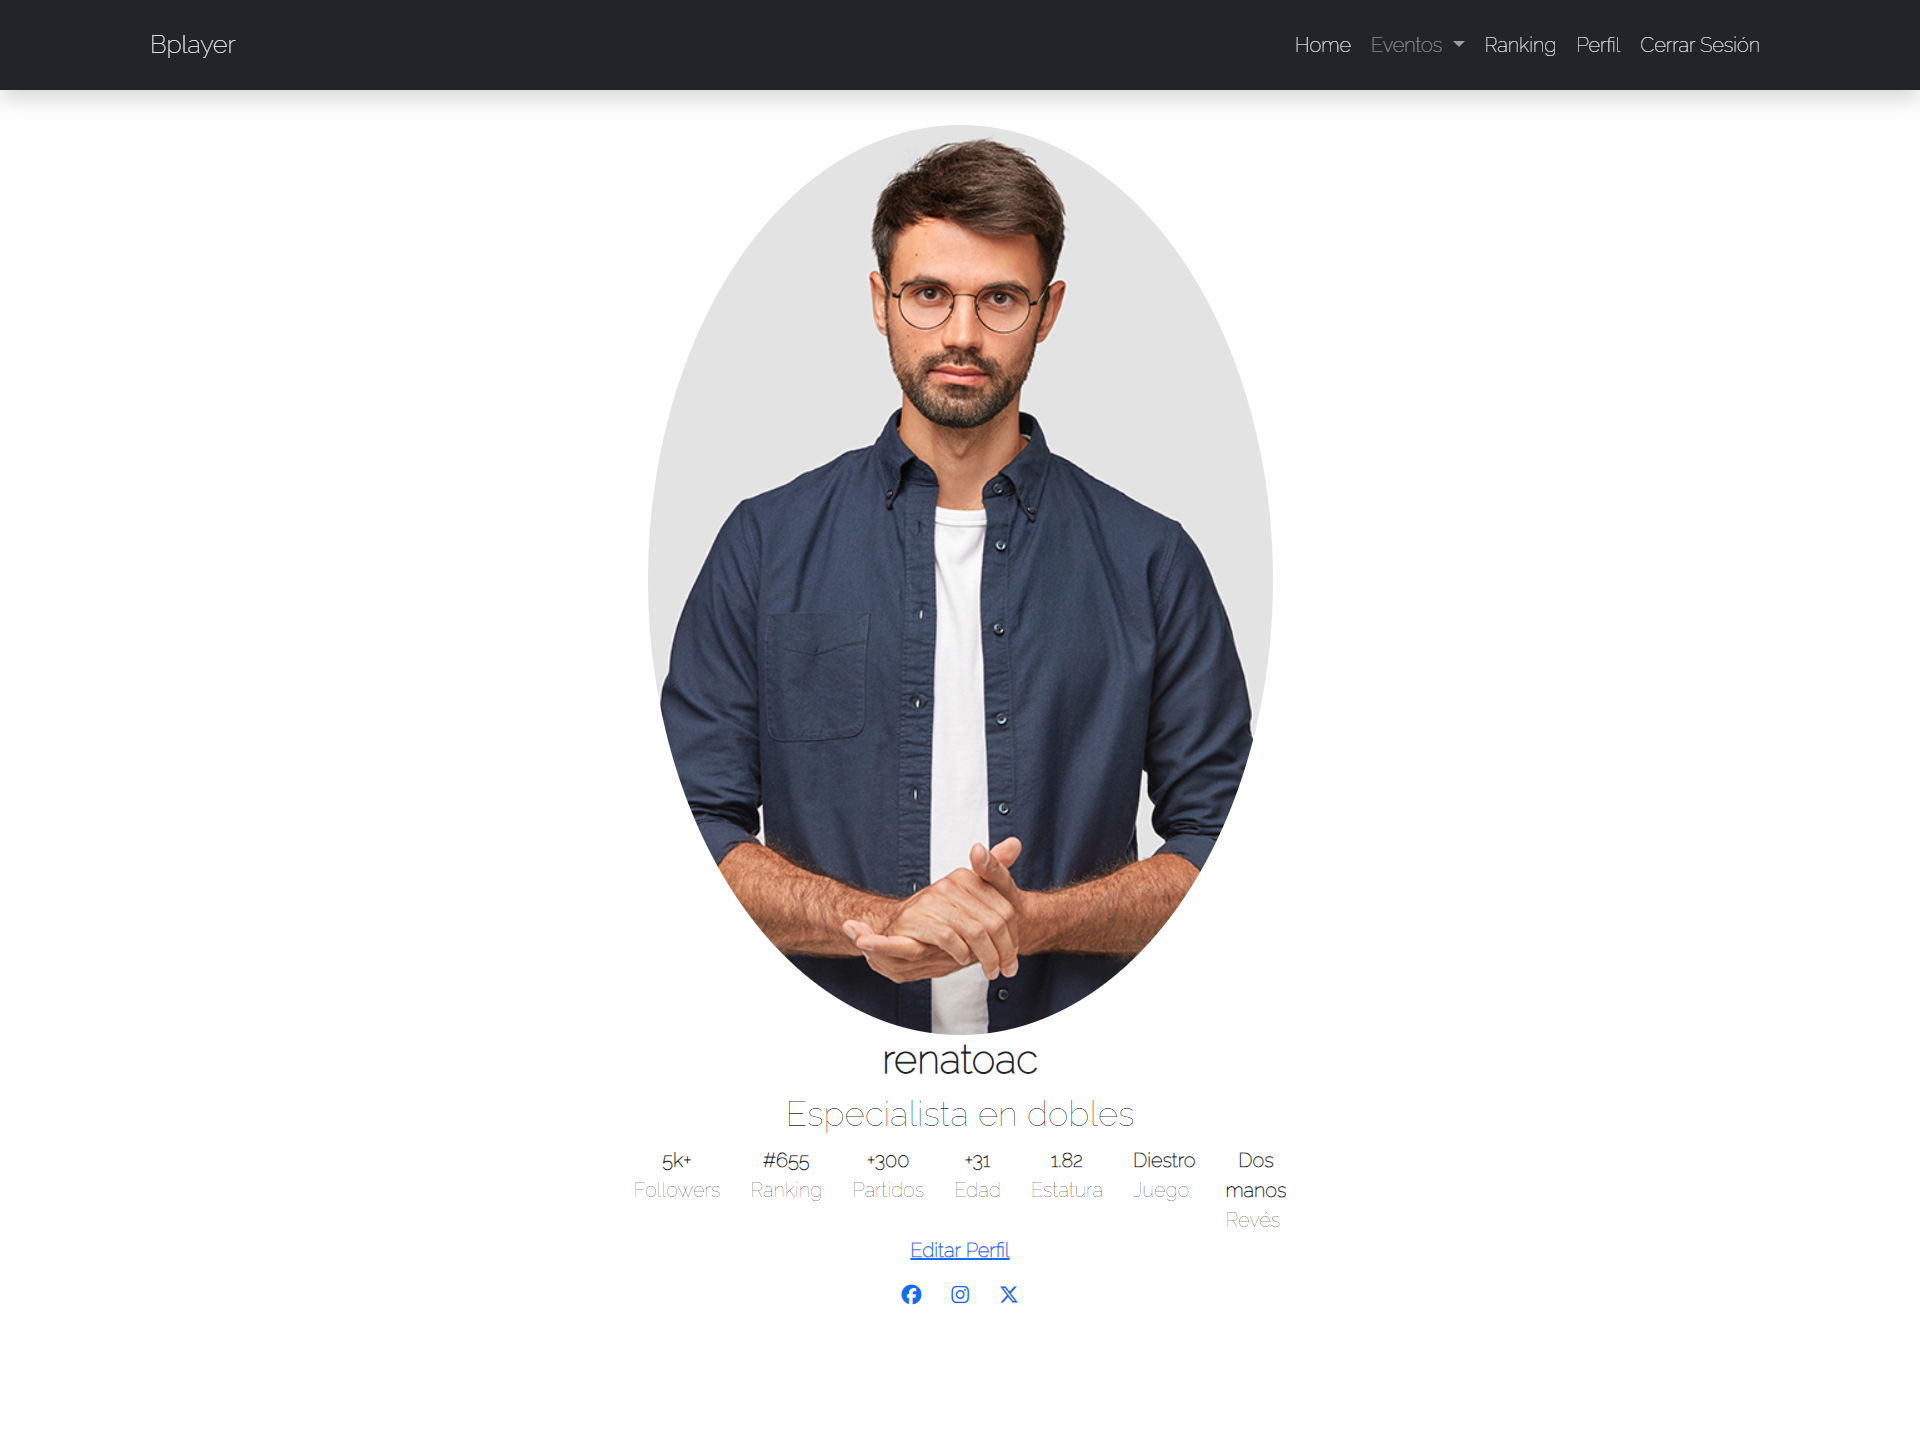 Bplayer
Home Eventos Ranking Perfil Cerrar Sesión
renatoac
Especialista en dobles
5k+ #655 +300 +31 1.82 Diestro Dos manos
Followers Ranking Partidos Edad Estatura Juego Revés
Editar Perfil